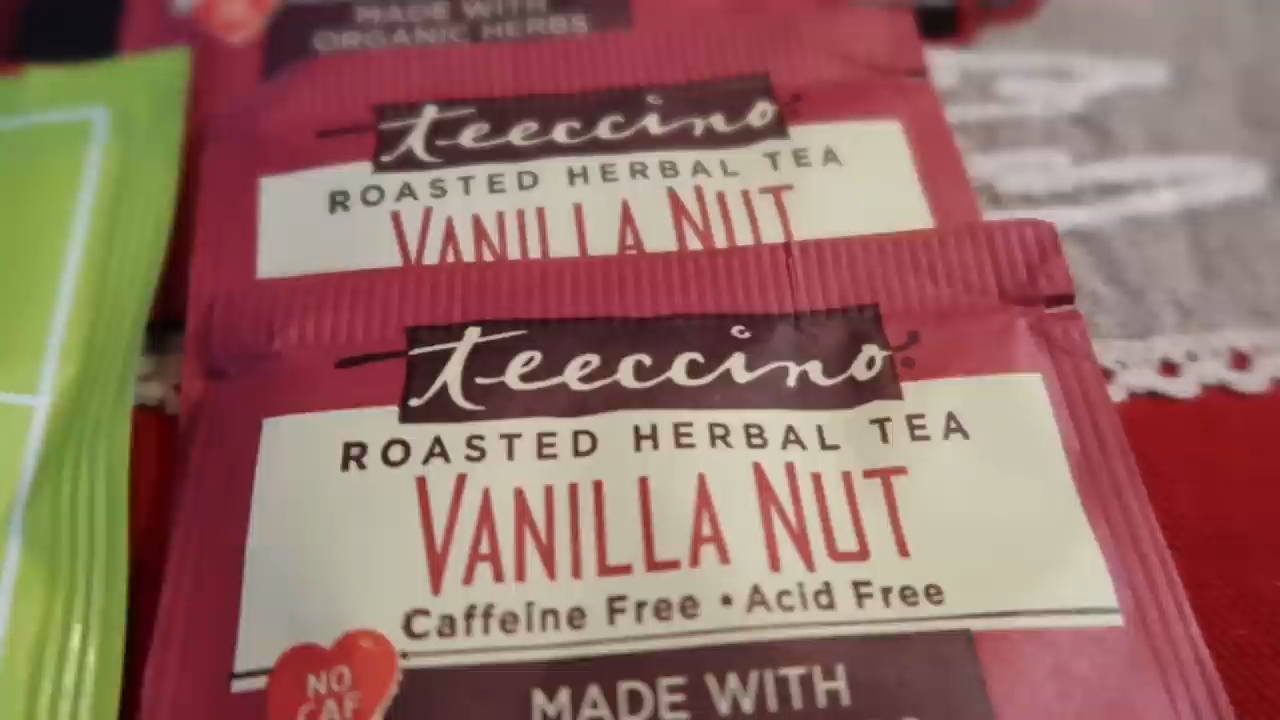 MADE WITH
ORGANIC HERBS
teeccino
ROASTED HERBAL TEA
VANILLA NUT
teeccino
ROASTED HERBAL TEA
VANILLA NUT
Caffeine Free • Acid Free
NO
CAF
MADE WITH